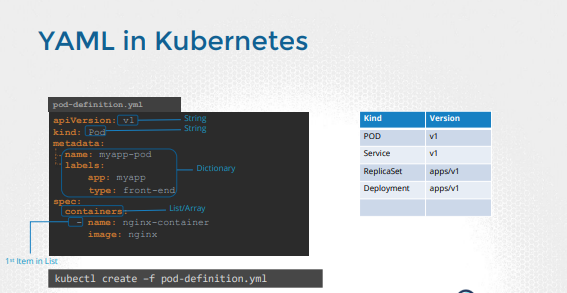 YAML in Kubernetes
pod-definition.yml
apiVersion: v1
String
kind: Pod
String
metadata:
name: myapp-pod
labels:
app: myapp
type: front-end
Dictionary
spec:
containers:
List/Array
- name: nginx-container
image: nginx
1st Item in List
kubectl create –f pod-definition.yml
Kind Version
POD v1
Service v1
ReplicaSet apps/v1
Deployment apps/v1